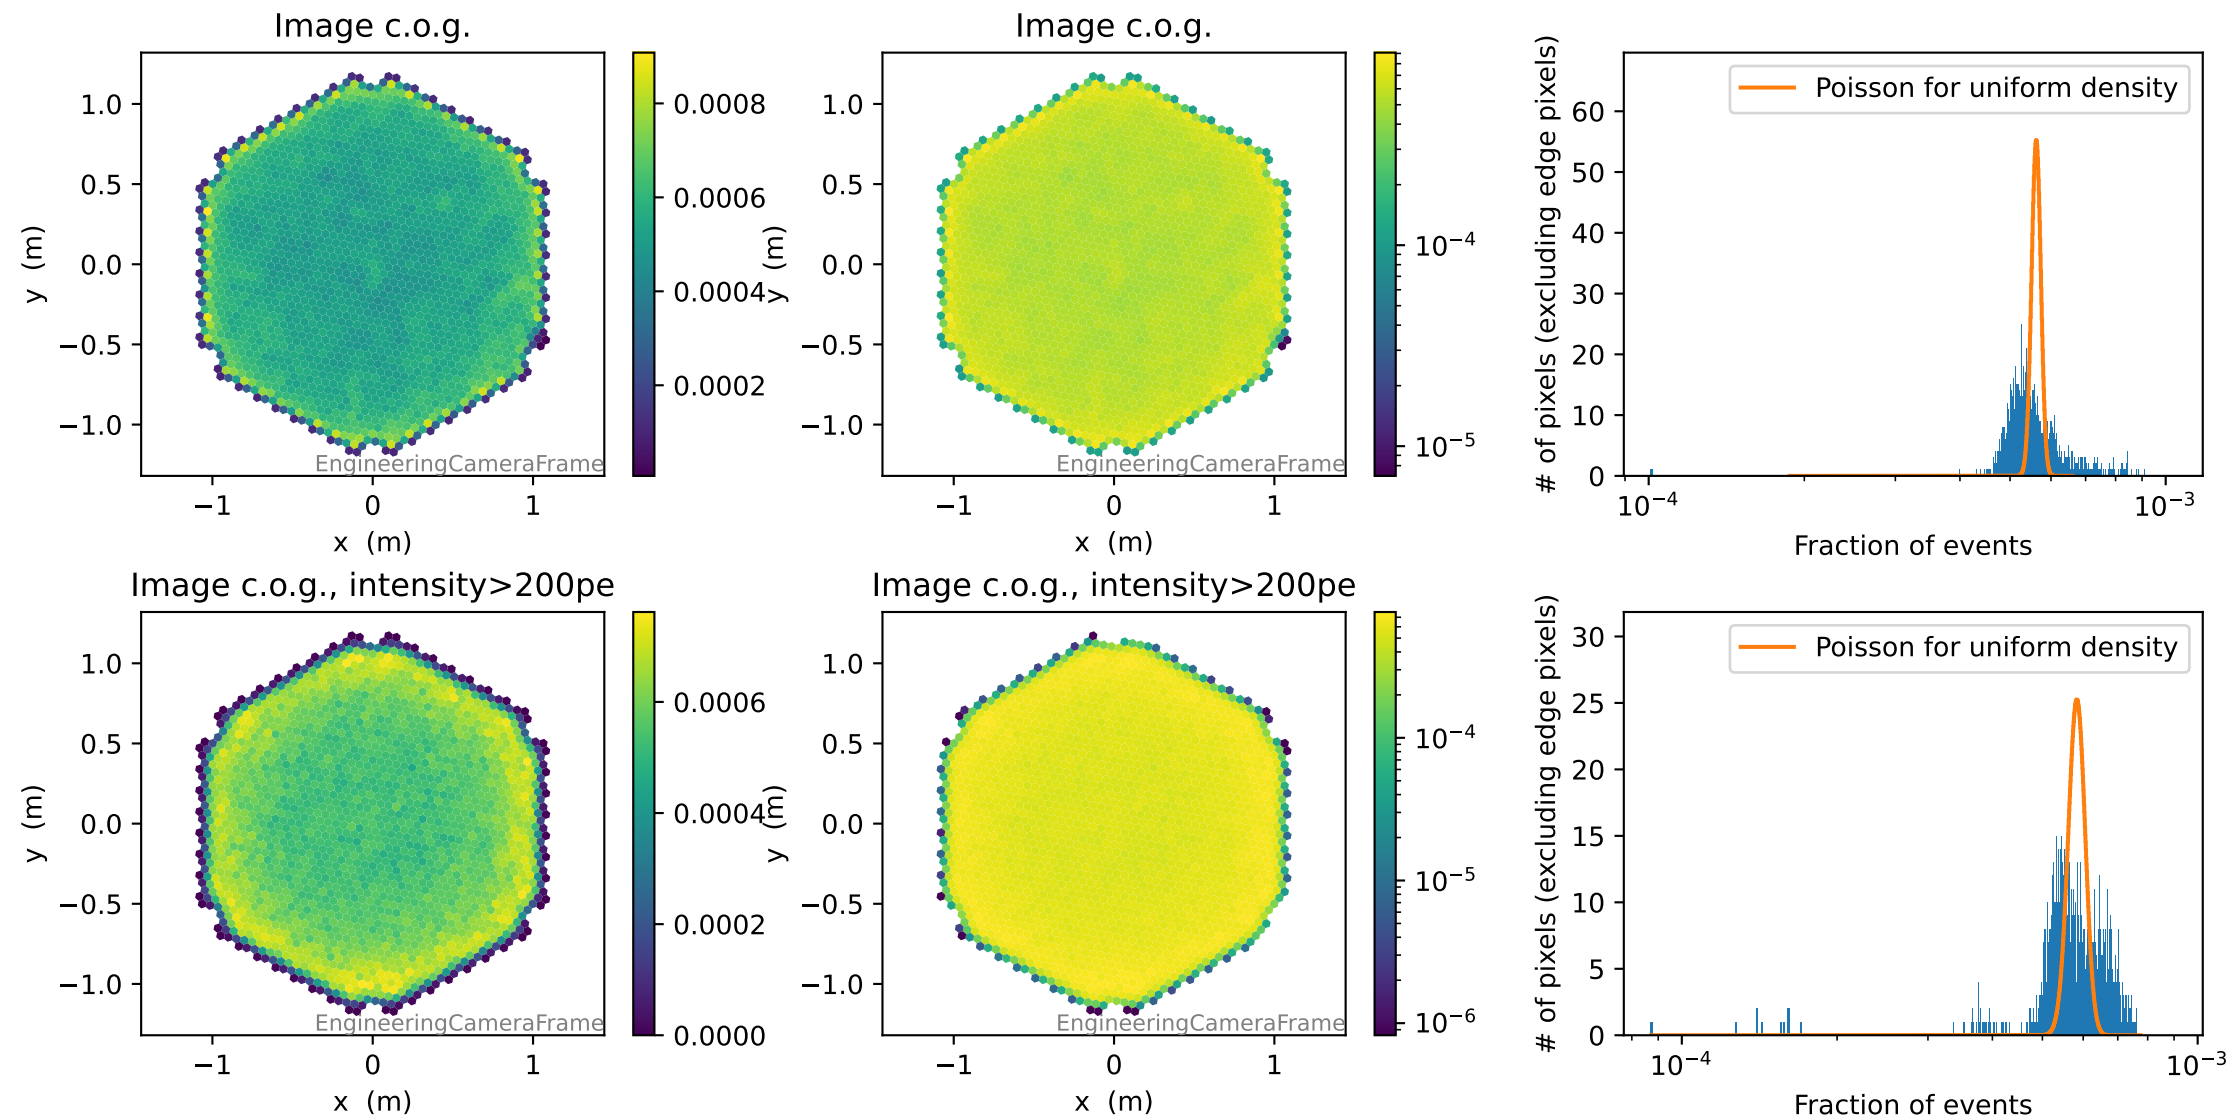 Image c.o.g.
1.0
0.5
0.0
−0.5
−1.0
y (m)
−1
0
1
x (m)
EngineeringCameraFrame
0.0008
0.0006
0.0004
0.0002
Image c.o.g.
1.0
0.5
0.0
−0.5
−1.0
y (m)
−1
0
1
x (m)
EngineeringCameraFrame
10⁻⁴
10⁻⁵
Poisson for uniform density
60
50
40
30
20
10
0
# of pixels (excluding edge pixels)
10⁻⁴
10⁻³
Fraction of events
Image c.o.g., intensity>200pe
1.0
0.5
0.0
−0.5
−1.0
y (m)
−1
0
1
x (m)
EngineeringCameraFrame
0.0006
0.0004
0.0002
0.0000
Image c.o.g., intensity>200pe
1.0
0.5
0.0
−0.5
−1.0
y (m)
−1
0
1
x (m)
EngineeringCameraFrame
10⁻⁴
10⁻⁵
10⁻⁶
Poisson for uniform density
30
25
20
15
10
5
0
# of pixels (excluding edge pixels)
10⁻⁴
10⁻³
Fraction of events